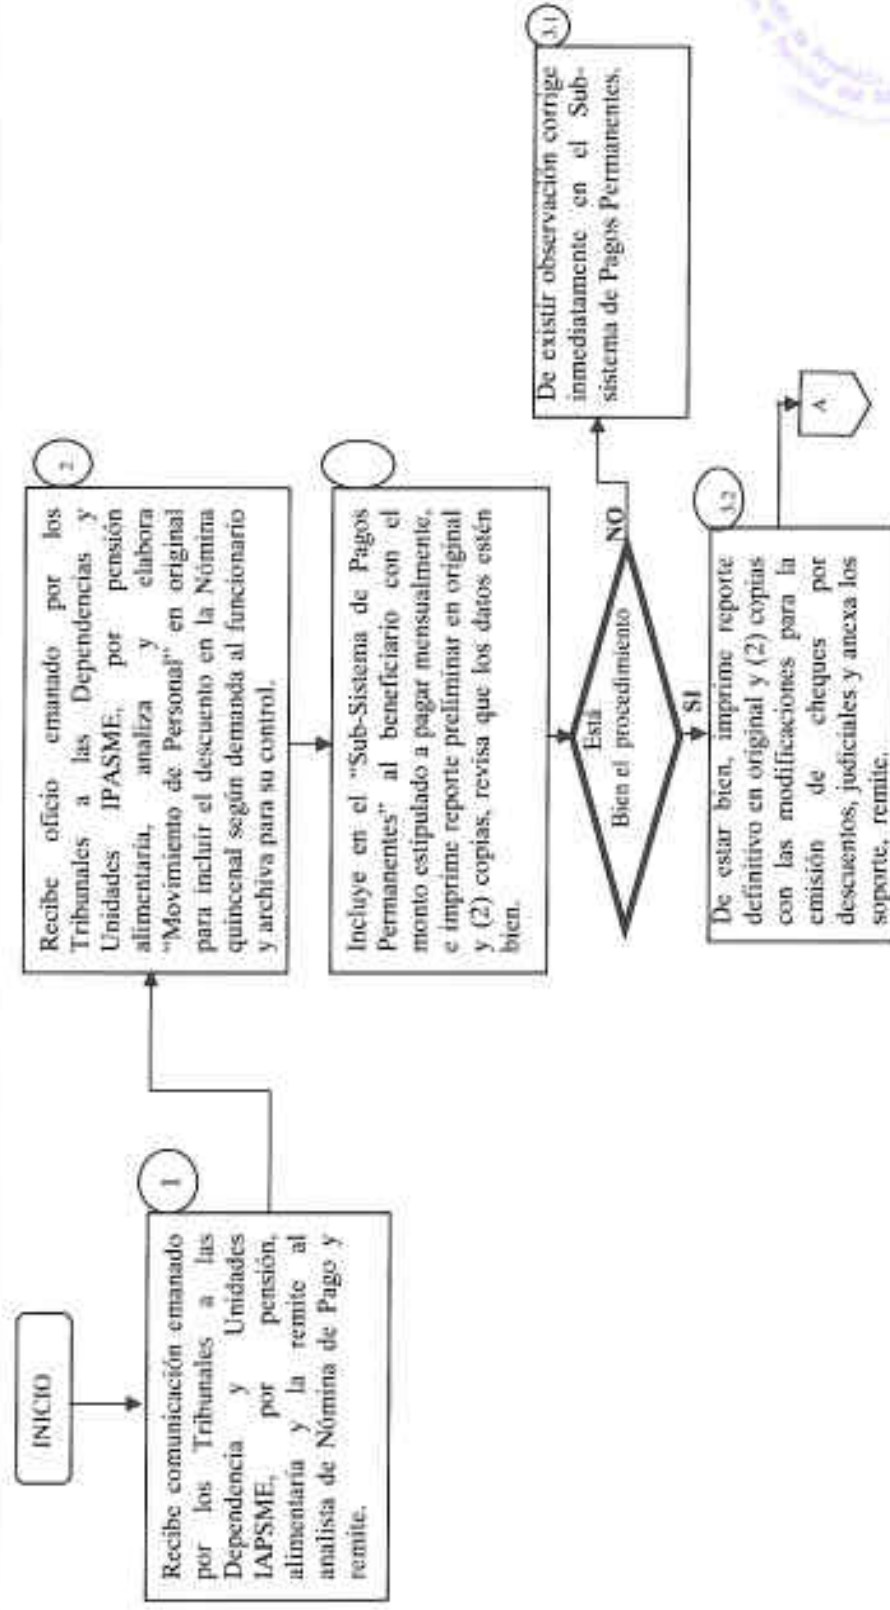 INICIO
1
Recibe comunicación emanado
por los Tribunales a las
Dependencia y Unidades
IAPSME, por pensión,
alimentaría y la remite al
analista de Nómina de Pago y
remite.
2
Recibe oficio emanado por los
Tribunales a las Dependencias y
Unidades IPASME, por pensión
alimentaría, analiza y elabora
"Movimiento de Personal" en original
para incluir el descuento en la Nómina
quincenal según demanda al funcionario
y archiva para su control.
Incluye en el "Sub-Sistema de Pagos
Permanentes" al beneficiario con el
monto estipulado a pagar mensualmente,
e imprime reporte preliminar en original
y (2) copias, revisa que los datos estén
bien.
Está
Bien el procedimiento
NO
SI
3.1
De existir observación corrige
inmediatamente en el Sub-
sistema de Pagos Permanentes.
3.2
De estar bien, imprime reporte
definitivo en original y (2) copias
con las modificaciones para la
emisión de cheques por
descuentos, judiciales y anexa los
soporte, remite.
A